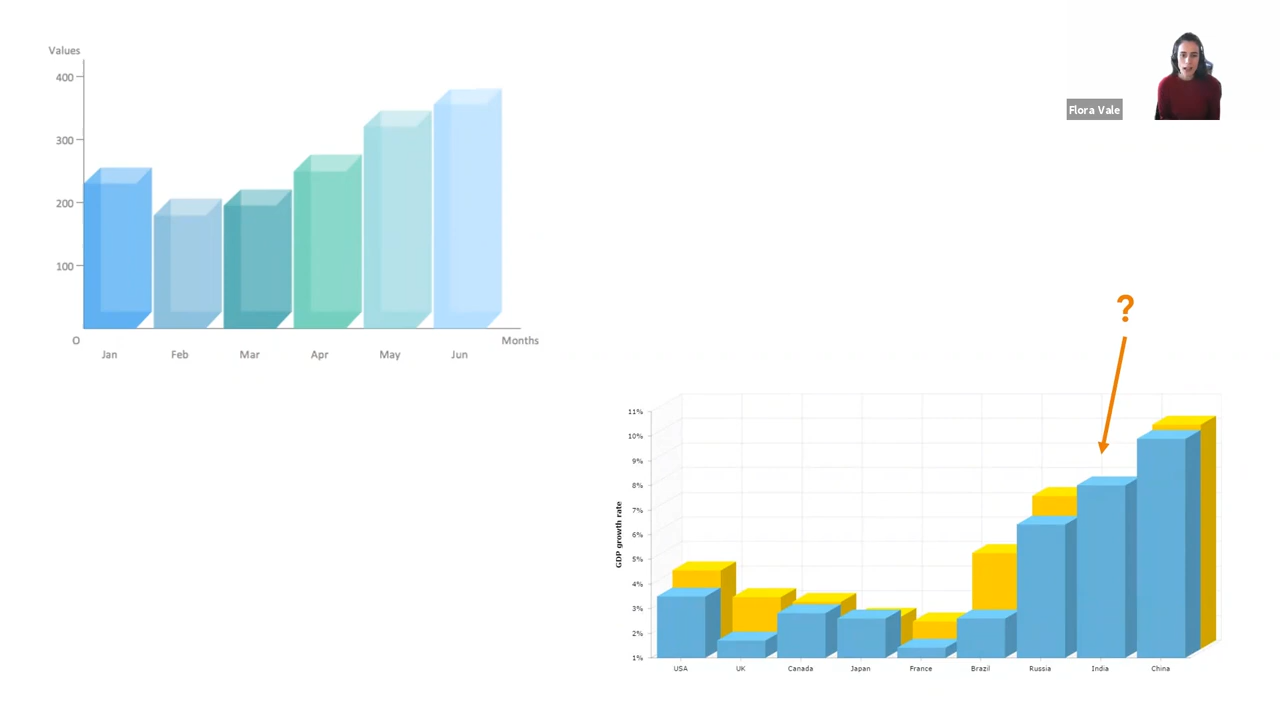 Values
400
300
200
100
O
Months
Jan Feb Mar Apr May Jun
Flora Vale
?
11%
10%
9%
8%
7%
6%
5%
4%
3%
2%
1%
GDP growth rate
USA UK Canada Japan France Brazil Russia India China